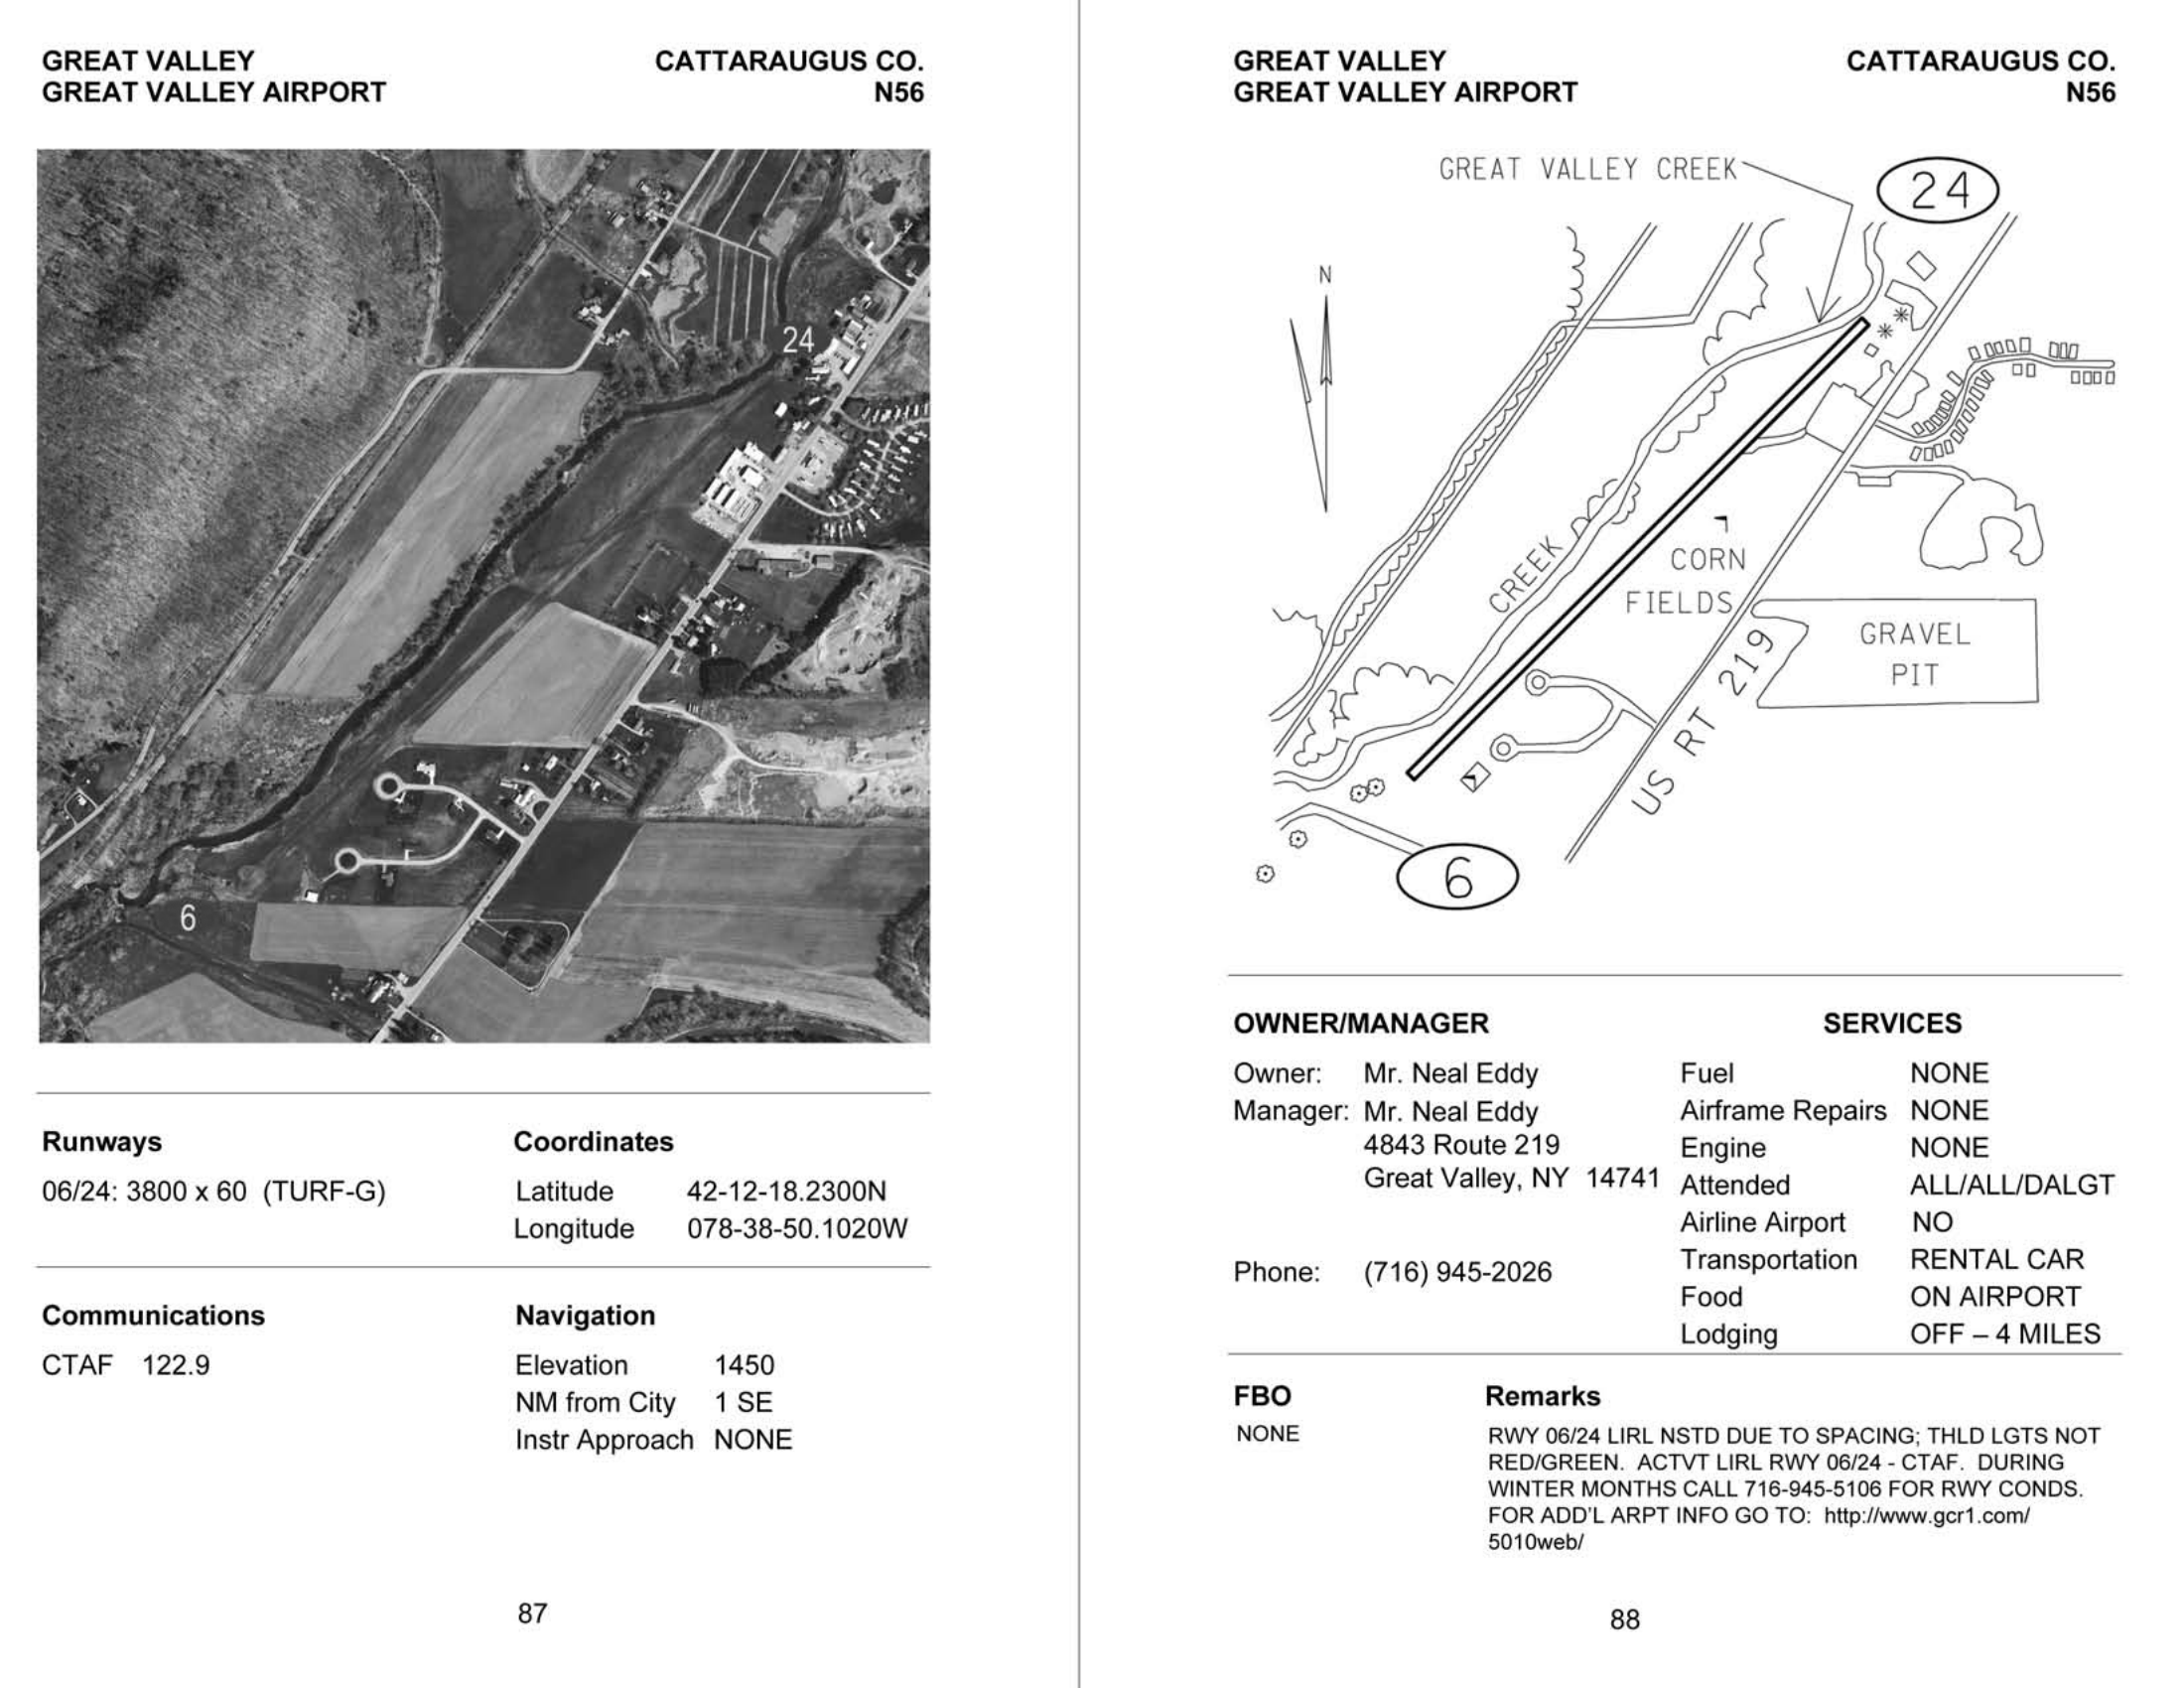 GREAT VALLEY CATTARAUGUS CO.
GREAT VALLEY AIRPORT N56
24
6
Runways Coordinates
06/24: 3800 x 60 (TURF-G) Latitude 42-12-18.2300N
Longitude 078-38-50.1020W
Communications Navigation
CTAF 122.9 Elevation 1450
NM from City 1 SE
Instr Approach NONE
87
GREAT VALLEY CATTARAUGUS CO.
GREAT VALLEY AIRPORT N56
GREAT VALLEY CREEK
24
N
CREEK
CORN
FIELDS
GRAVEL
PIT
US RT 219
6
OWNER/MANAGER SERVICES
Owner: Mr. Neal Eddy Fuel NONE
Manager: Mr. Neal Eddy Airframe Repairs NONE
4843 Route 219 Engine NONE
Great Valley, NY 14741 Attended ALL/ALL/DALGT
Airline Airport NO
Transportation RENTAL CAR
Phone: (716) 945-2026 Food ON AIRPORT
Lodging OFF – 4 MILES
FBO Remarks
NONE RWY 06/24 LIRL NSTD DUE TO SPACING; THLD LGTS NOT
RED/GREEN. ACTVT LIRL RWY 06/24 - CTAF. DURING
WINTER MONTHS CALL 716-945-5106 FOR RWY CONDS.
FOR ADD'L ARPT INFO GO TO: http://www.gcr1.com/
5010web/
88